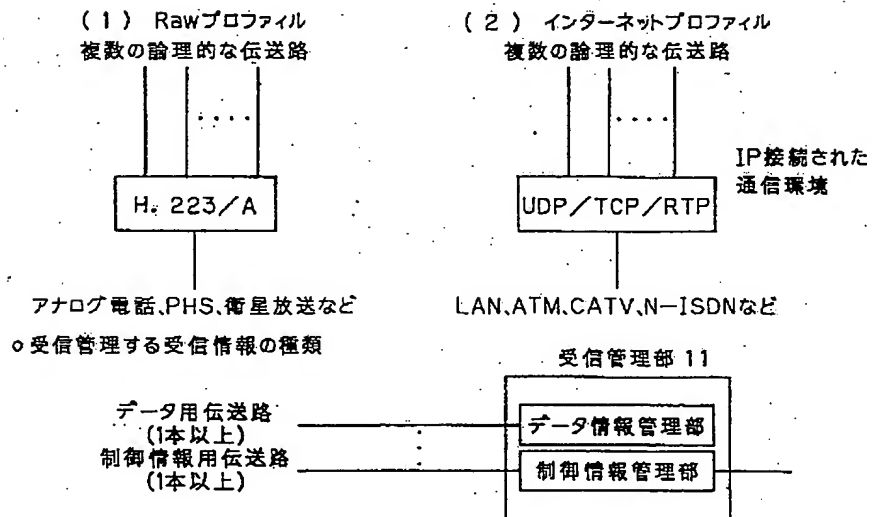 (1) Rawプロファイル
複数の論理的な伝送路
H. 223/A
アナログ電話、PHS、衛星放送など
(2) インターネットプロファイル
複数の論理的な伝送路
UDP/TCP/RTP
IP接続された
通信環境
LAN、ATM、CATV、N-ISDNなど
○受信管理する受信情報の種類
受信管理部 11
データ用伝送路
(1本以上)
データ情報管理部
制御情報用伝送路
(1本以上)
制御情報管理部